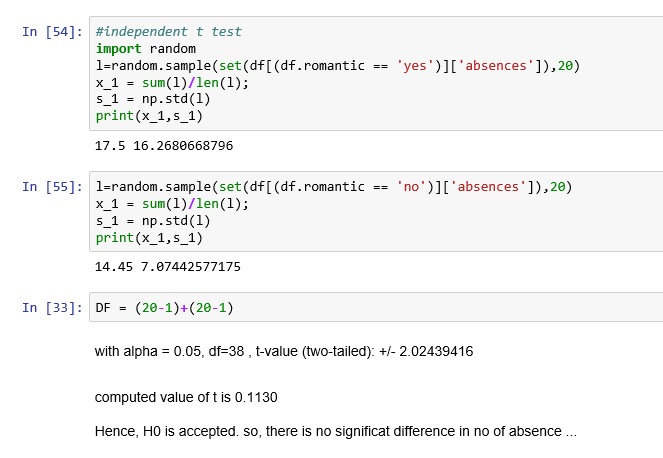 In [54]: #independent t test
import random
l=random.sample(set(df[(df.romantic == 'yes')]['absences']),20)
x_1 = sum(l)/len(l);
s_1 = np.std(l)
print(x_1,s_1)
17.5 16.2680668796
In [55]: l=random.sample(set(df[(df.romantic == 'no')]['absences']),20)
x_1 = sum(l)/len(l);
s_1 = np.std(l)
print(x_1,s_1)
14.45 7.07442577175
In [33]: DF = (20-1)+(20-1)
with alpha = 0.05, df=38 , t-value (two-tailed): +/- 2.02439416
computed value of t is 0.1130
Hence, H0 is accepted. so, there is no significat difference in no of absence ...